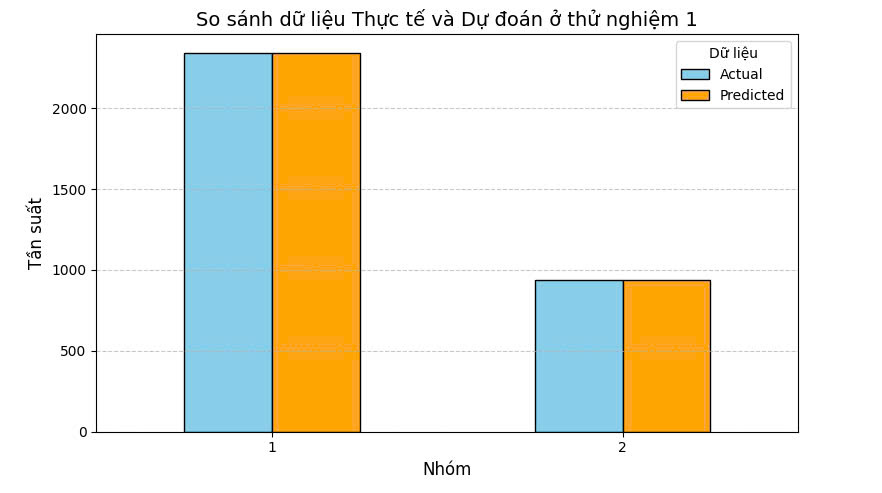 So sánh dữ liệu Thực tế và Dự đoán ở thử nghiệm 1
Dữ liệu
Actual
Predicted
Tần suất
2000
1500
1000
500
0
1
2
Nhóm